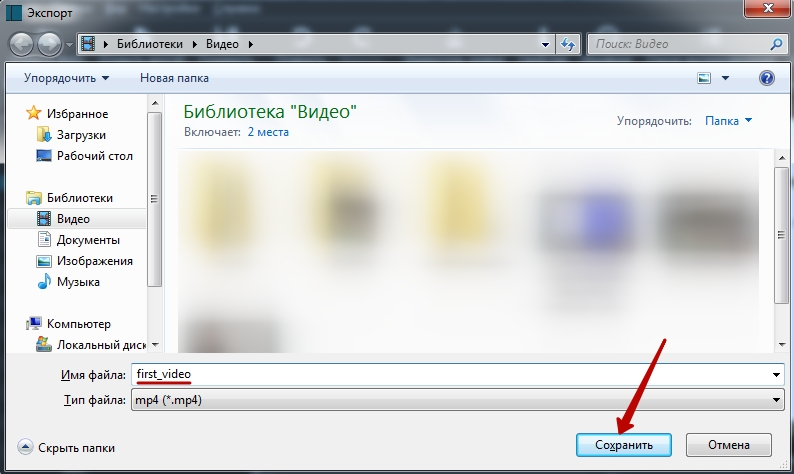 Экспорт
Библиотеки Видео
Поиск: Видео
Упорядочить Новая папка
Избранное
Загрузки
Рабочий стол
Библиотеки
Видео
Документы
Изображения
Музыка
Компьютер
Локальный диск
Библиотека "Видео"
Включает: 2 места
Упорядочить: Папка
Имя файла: first_video
Тип файла: mp4 (*.mp4)
Скрыть папки
Сохранить
Отмена